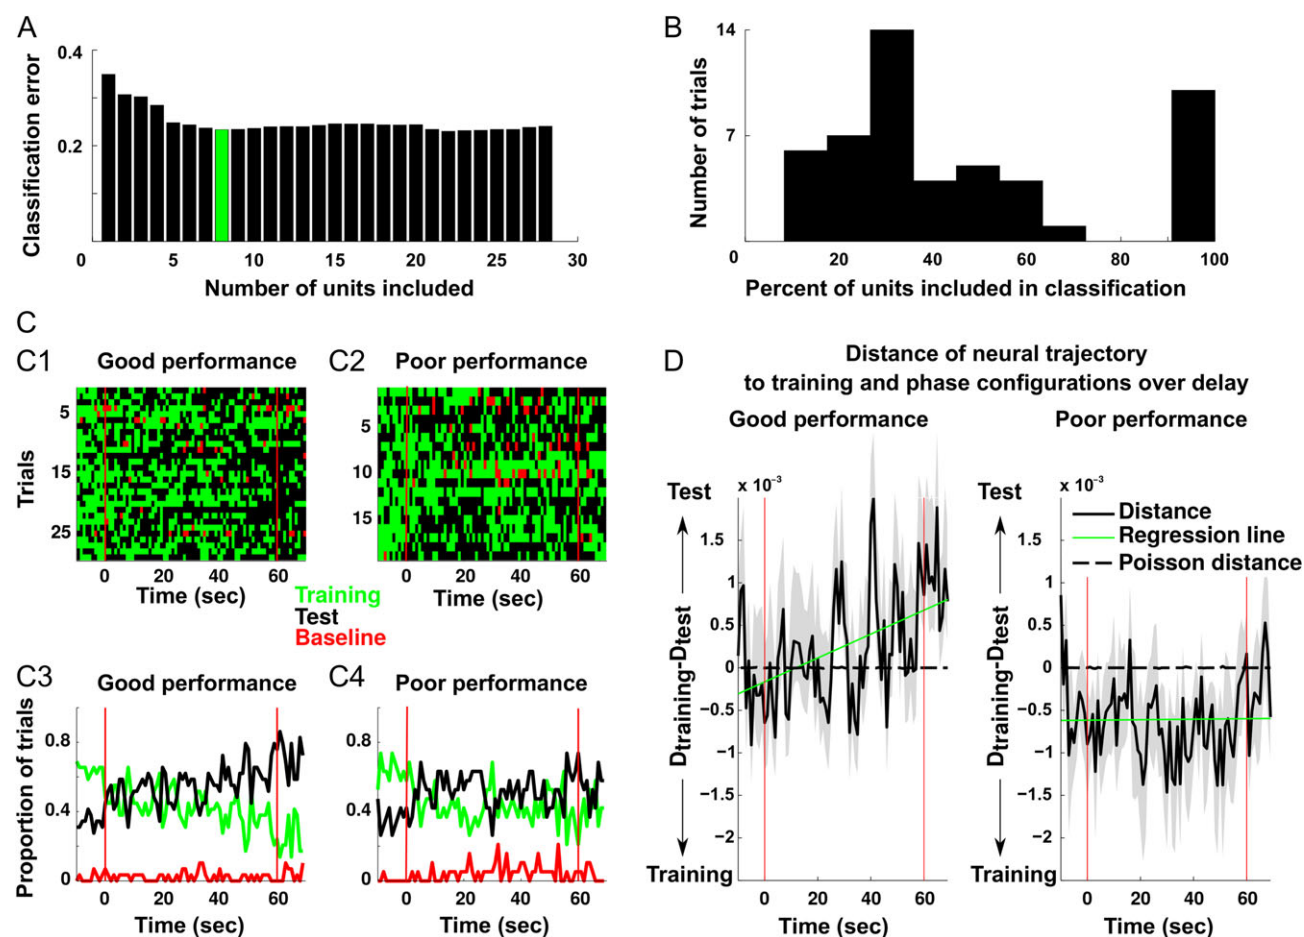 A
Classification error
0.4
0.2
0
5
10
15
20
25
30
Number of units included
B
Number of trials
14
7
0
20
40
60
80
100
Percent of units included in classification
C
C1
Good performance
Trials
5
15
25
0
20
40
60
Time (sec)
C2
Poor performance
5
10
15
0
20
40
60
Time (sec)
Training
Test
Baseline
C3
Good performance
Proportion of trials
0.8
0.4
0
0
20
40
60
Time (sec)
C4
Poor performance
0.8
0.4
0
0
20
40
60
Time (sec)
D
Distance of neural trajectory
to training and phase configurations over delay
Good performance
Test
x 10⁻³
Dtraining-Dtest
Training
1.5
1
0.5
0
−0.5
−1
−1.5
−2
0
20
40
60
Time (sec)
Poor performance
Test
x 10⁻³
Dtraining-Dtest
Training
1.5
1
0.5
0
−0.5
−1
−1.5
−2
Distance
Regression line
Poisson distance
0
20
40
60
Time (sec)